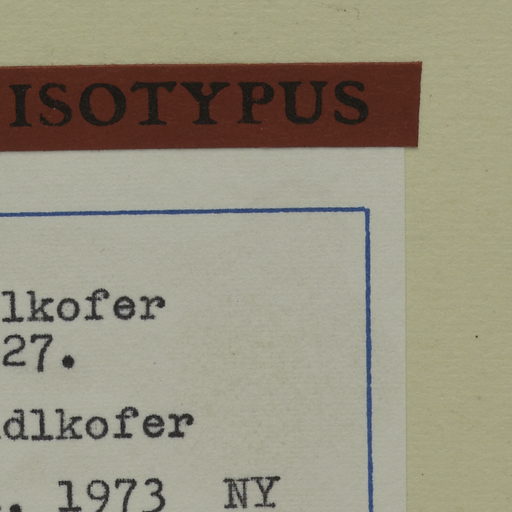 ISOTYPUS
lkofer
27.
dlkofer
. 1973 NY